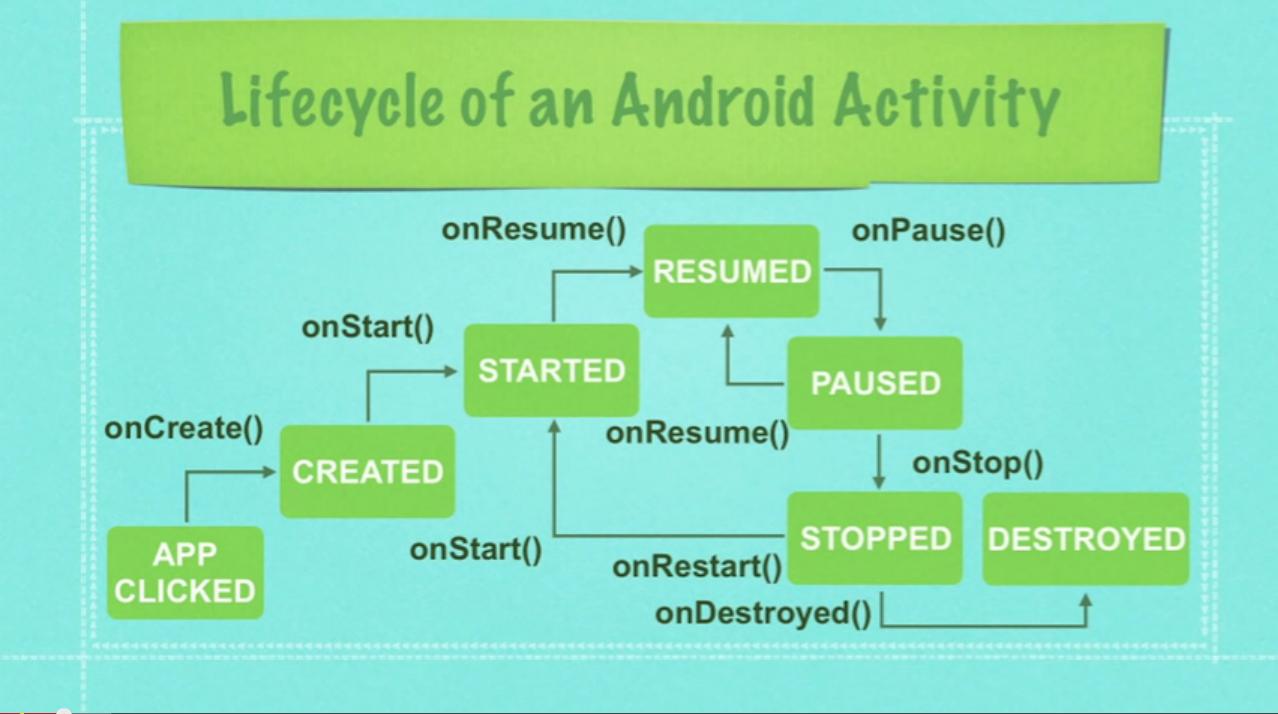 Lifecycle of an Android Activity
onResume()
RESUMED
onPause()
onStart()
STARTED
PAUSED
onCreate()
CREATED
onResume()
onStop()
APP
CLICKED
onStart()
onRestart()
STOPPED
DESTROYED
onDestroyed()